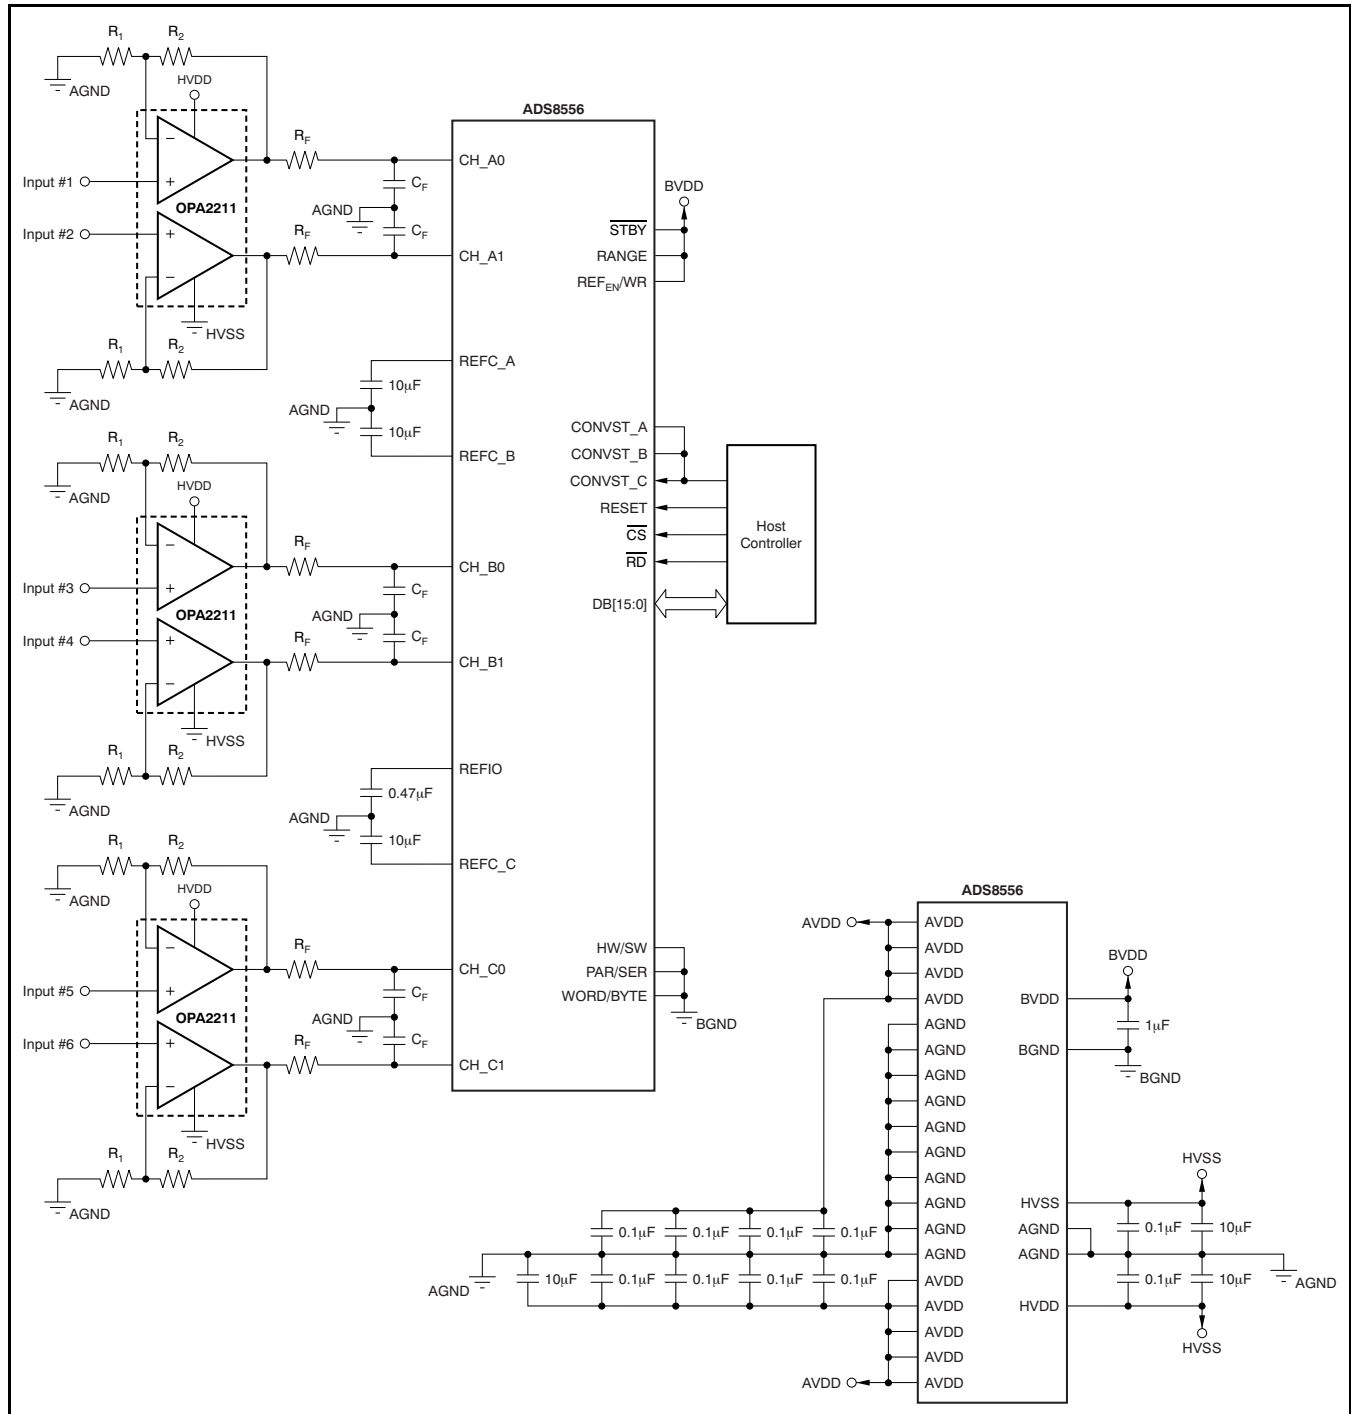 R1 R2
AGND
HVDD
Input #1
−
+
OPA2211
Input #2
+
−
HVSS
R1 R2
AGND
RF
CF
AGND
CF
RF
R1 R2
AGND
HVDD
Input #3
−
+
OPA2211
Input #4
+
−
HVSS
R1 R2
AGND
RF
CF
AGND
CF
RF
R1 R2
AGND
HVDD
Input #5
−
+
OPA2211
Input #6
+
−
HVSS
R1 R2
AGND
RF
CF
AGND
CF
RF
10μF
AGND
10μF
0.47μF
AGND
10μF
ADS8556
CH_A0
CH_A1
REFC_A
REFC_B
CH_B0
CH_B1
REFIO
REFC_C
CH_C0
CH_C1
BVDD
STBY
RANGE
REFEN/WR
CONVST_A
CONVST_B
CONVST_C
RESET
CS
RD
DB[15:0]
Host
Controller
HW/SW
PAR/SER
WORD/BYTE
BGND
ADS8556
AVDD
AVDD
AVDD
AVDD
AVDD
AGND
AGND
AGND
AGND
AGND
AGND
AGND
AGND
AGND
AGND
AVDD
AVDD
AVDD
AVDD
AVDD
AVDD
BVDD
BVDD
1μF
BGND
BGND
HVSS
HVSS
0.1μF 10μF
AGND
AGND
AGND
0.1μF 10μF
HVDD
HVSS
0.1μF 0.1μF 0.1μF 0.1μF
AGND
10μF 0.1μF 0.1μF 0.1μF 0.1μF